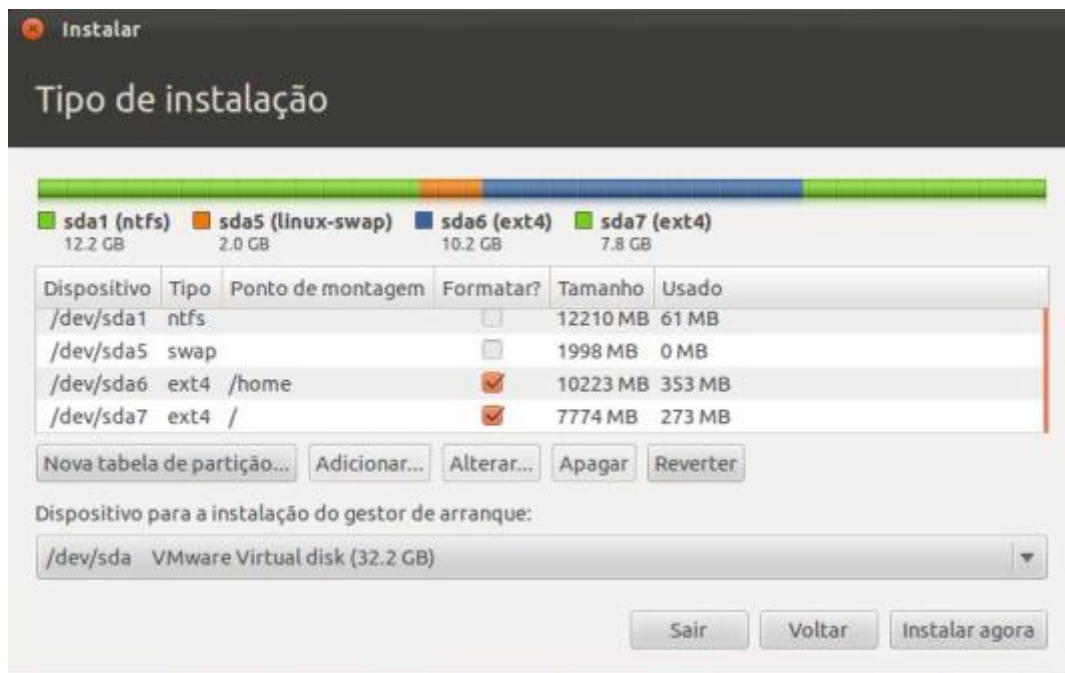 Instalar
Tipo de instalação
sda1 (ntfs) sda5 (linux-swap) sda6 (ext4) sda7 (ext4)
12.2 GB 2.0 GB 10.2 GB 7.8 GB
Dispositivo Tipo Ponto de montagem Formatar? Tamanho Usado
/dev/sda1 ntfs 12210 MB 61 MB
/dev/sda5 swap 1998 MB 0 MB
/dev/sda6 ext4 /home 10223 MB 353 MB
/dev/sda7 ext4 / 7774 MB 273 MB
Nova tabela de partição... Adicionar... Alterar... Apagar Reverter
Dispositivo para a instalação do gestor de arranque:
/dev/sda VMware Virtual disk (32.2 GB)
Sair Voltar Instalar agora